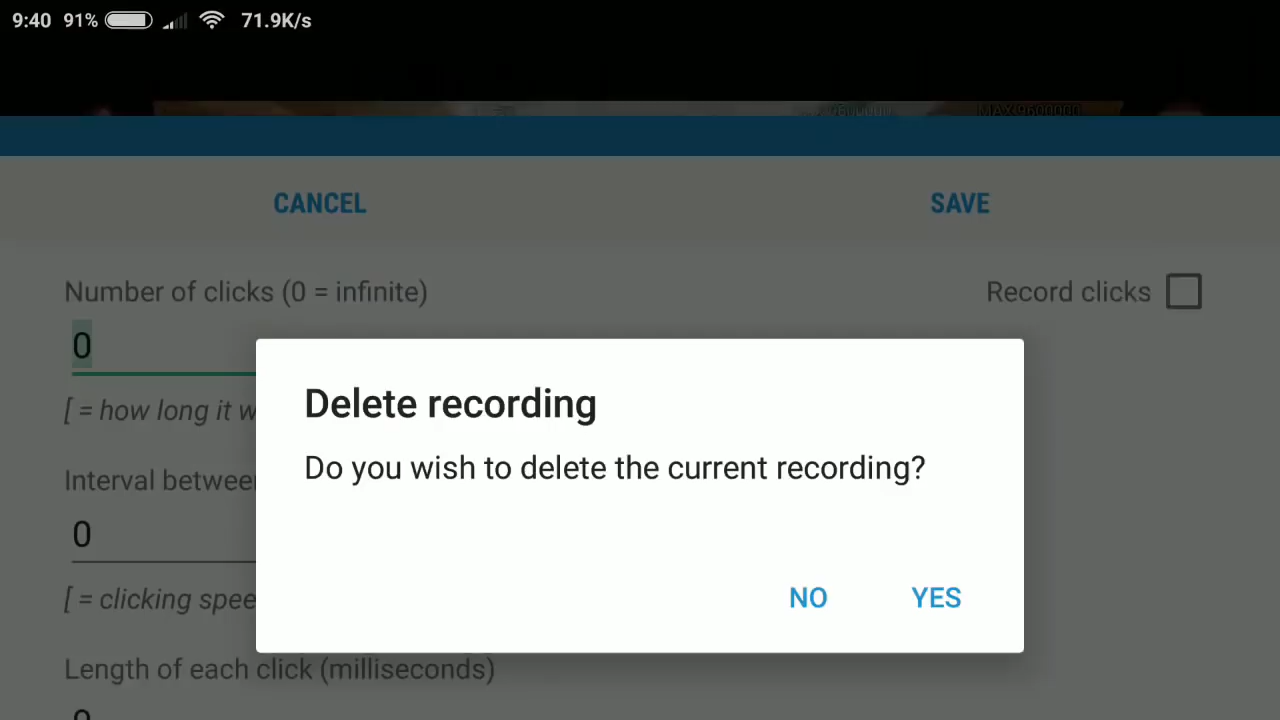 9:40 91% 71.9K/s
MAX9600000
CANCEL SAVE
Number of clicks (0 = infinite) Record clicks
0
Delete recording
[ = how long it w
Do you wish to delete the current recording?
Interval betwee
0
[ = clicking spee
NO YES
Length of each click (milliseconds)